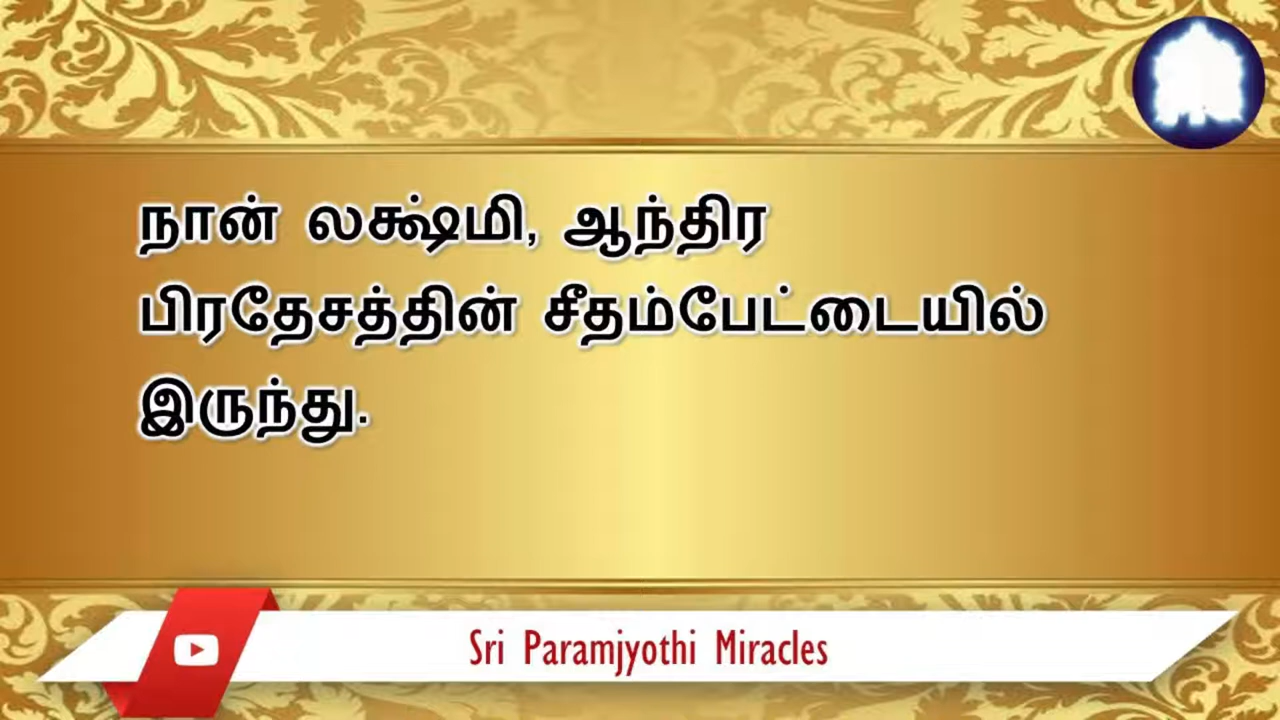 நான் லக்ஷ்மி, ஆந்திர
பிரதேசத்தின் சீதம்பேட்டையில்
இருந்து.
Sri Paramjyothi Miracles